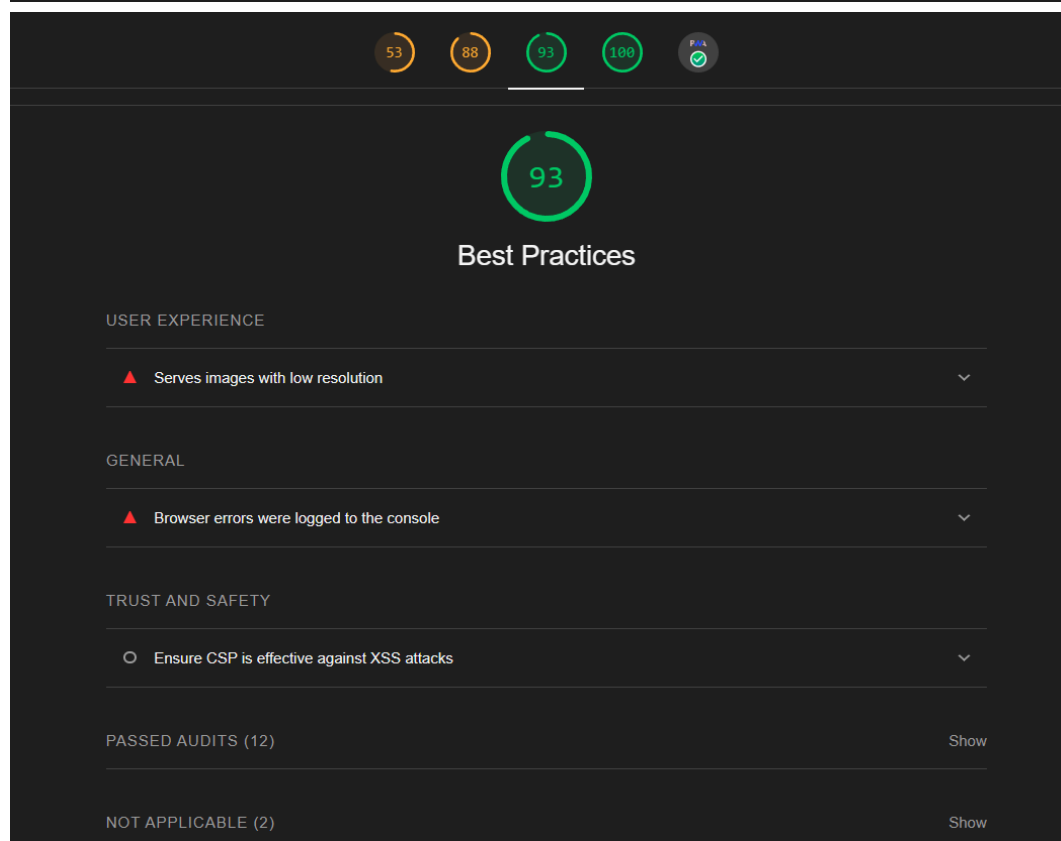 53 88 93 100 PWA
93
Best Practices
USER EXPERIENCE
Serves images with low resolution
GENERAL
Browser errors were logged to the console
TRUST AND SAFETY
Ensure CSP is effective against XSS attacks
PASSED AUDITS (12) Show
NOT APPLICABLE (2) Show